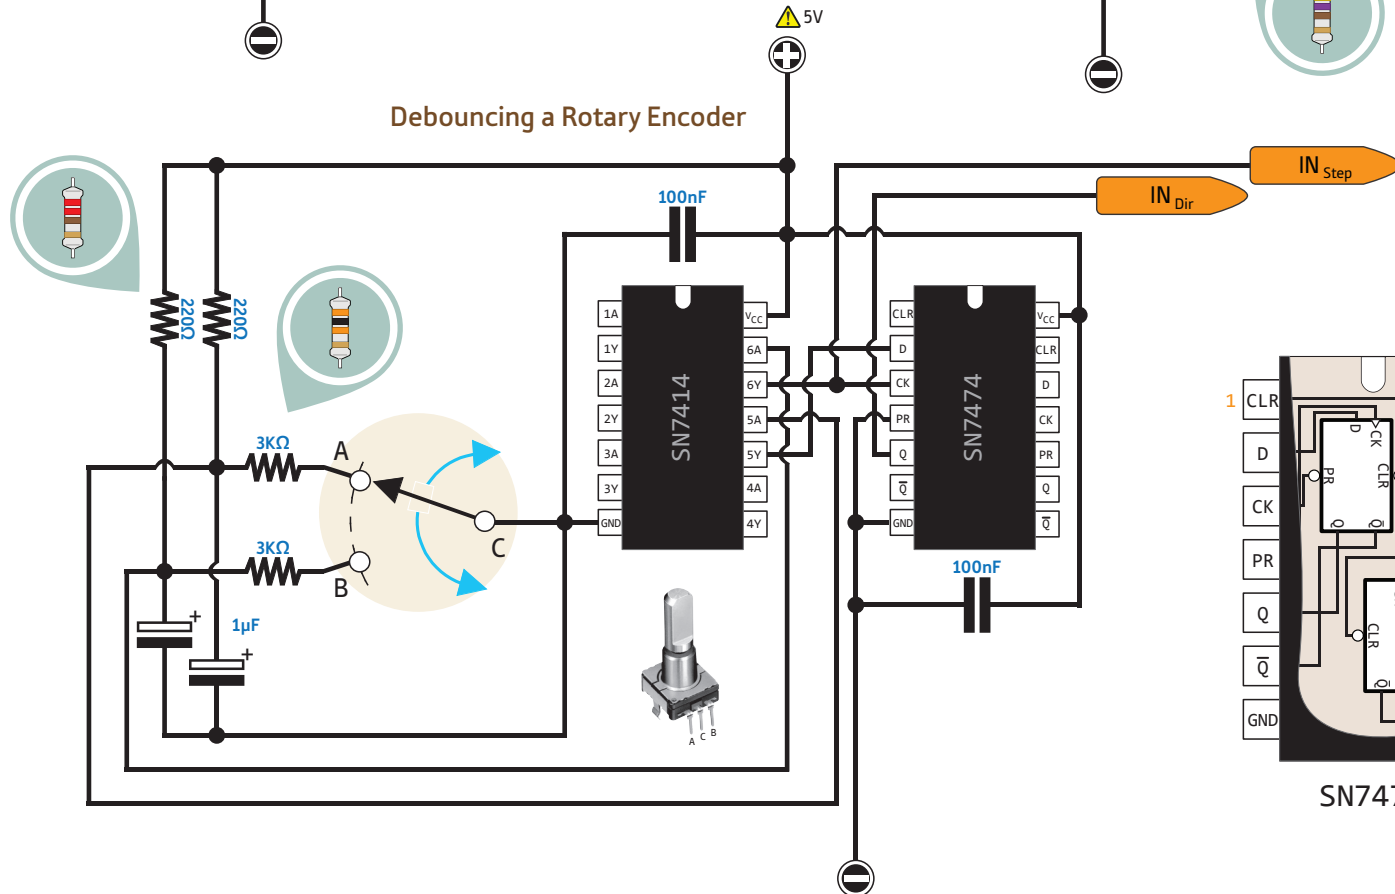 5V
Debouncing a Rotary Encoder
IN Step
IN Dir
100nF
220Ω
220Ω
1A
1Y
2A
2Y
3A
3Y
GND
SN7414
VCC
6A
6Y
5A
5Y
4A
4Y
CLR
D
CK
PR
Q
Q̅
GND
SN7474
VCC
CLR
D
CK
PR
Q
Q̅
3KΩ
A
3KΩ
B
C
1µF
100nF
A C B
1
CLR
D
CK
PR
Q
Q̅
GND
D
CK
PR
CLR
Q
Q̅
CLR
Q̅
SN747